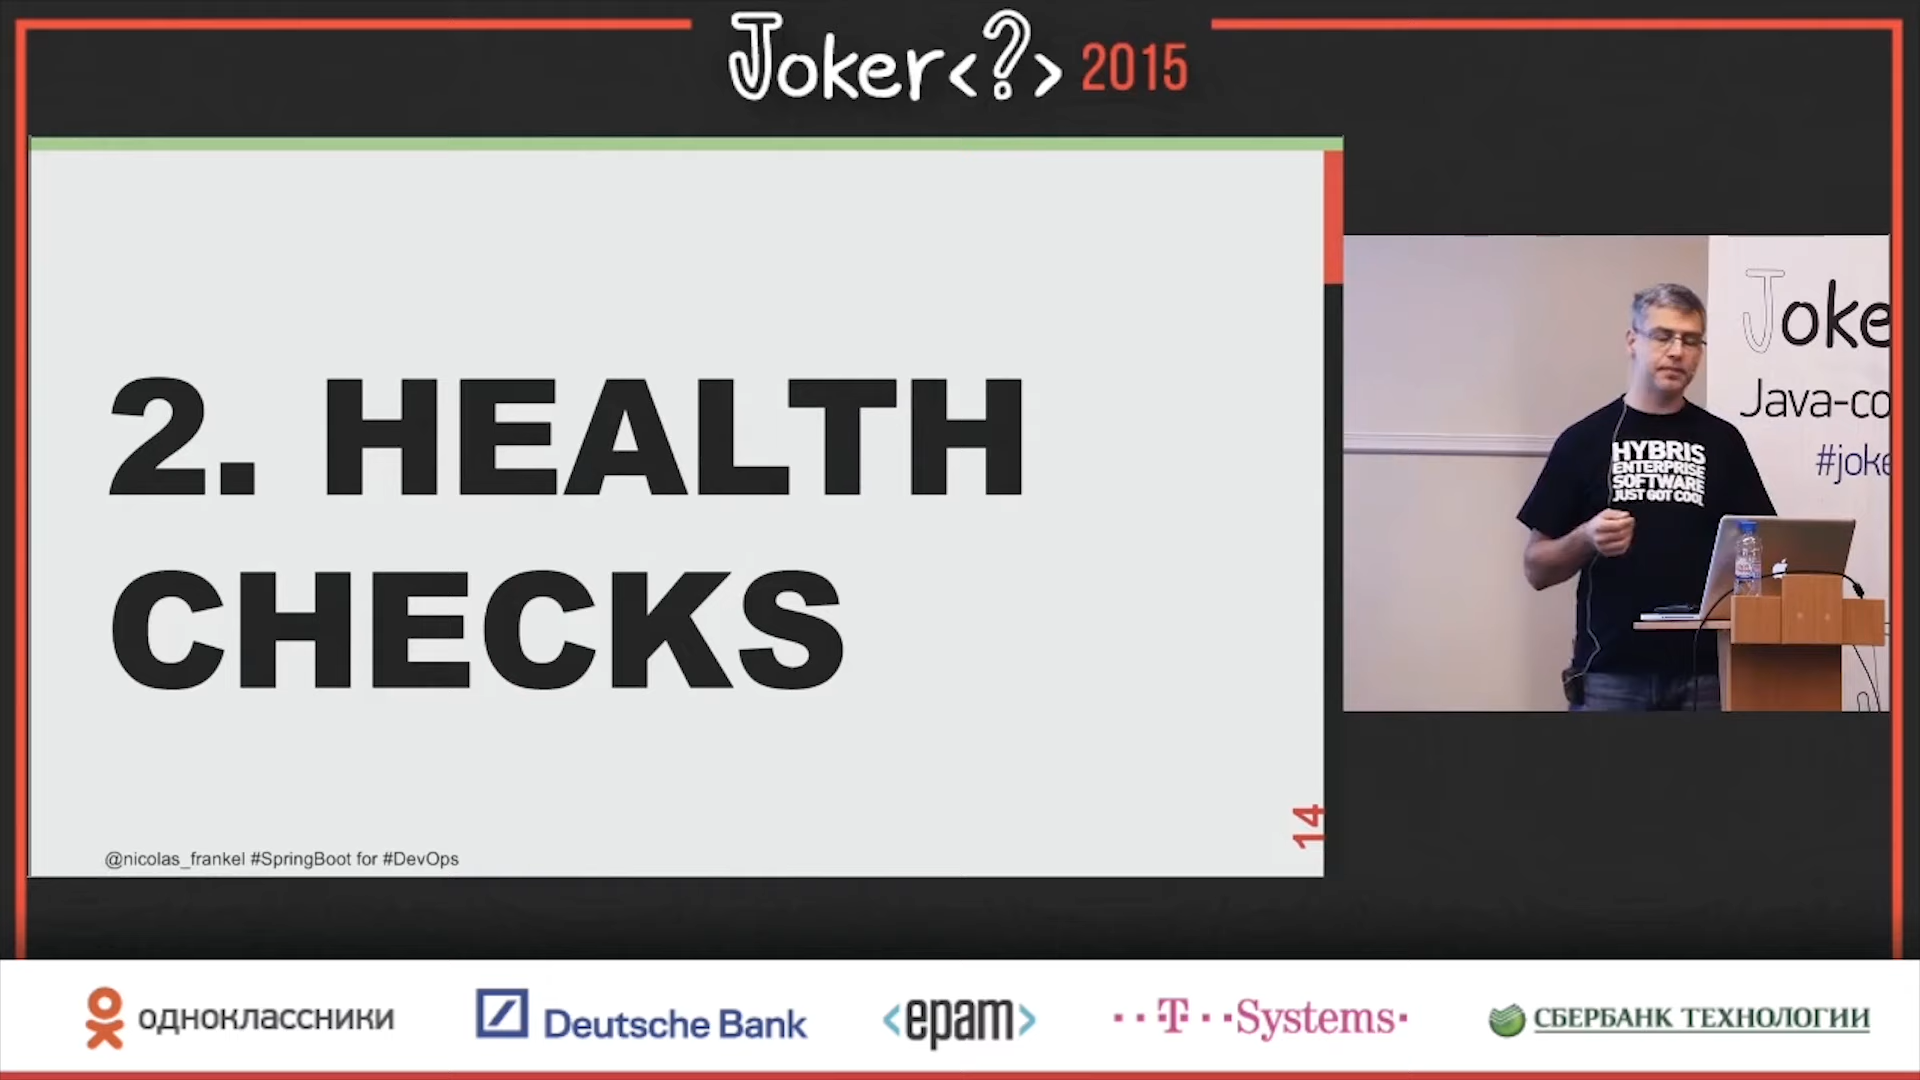 Joker<?> 2015
2. HEALTH
CHECKS
@nicolas_frankel #SpringBoot for #DevOps
14
Joke
Java-co
#joke
HYBRIS
ENTERPRISE
SOFTWARE
JUST GOT COOL
одноклассники
Deutsche Bank
<epam>
··T··Systems·
СБЕРБАНК ТЕХНОЛОГИИ